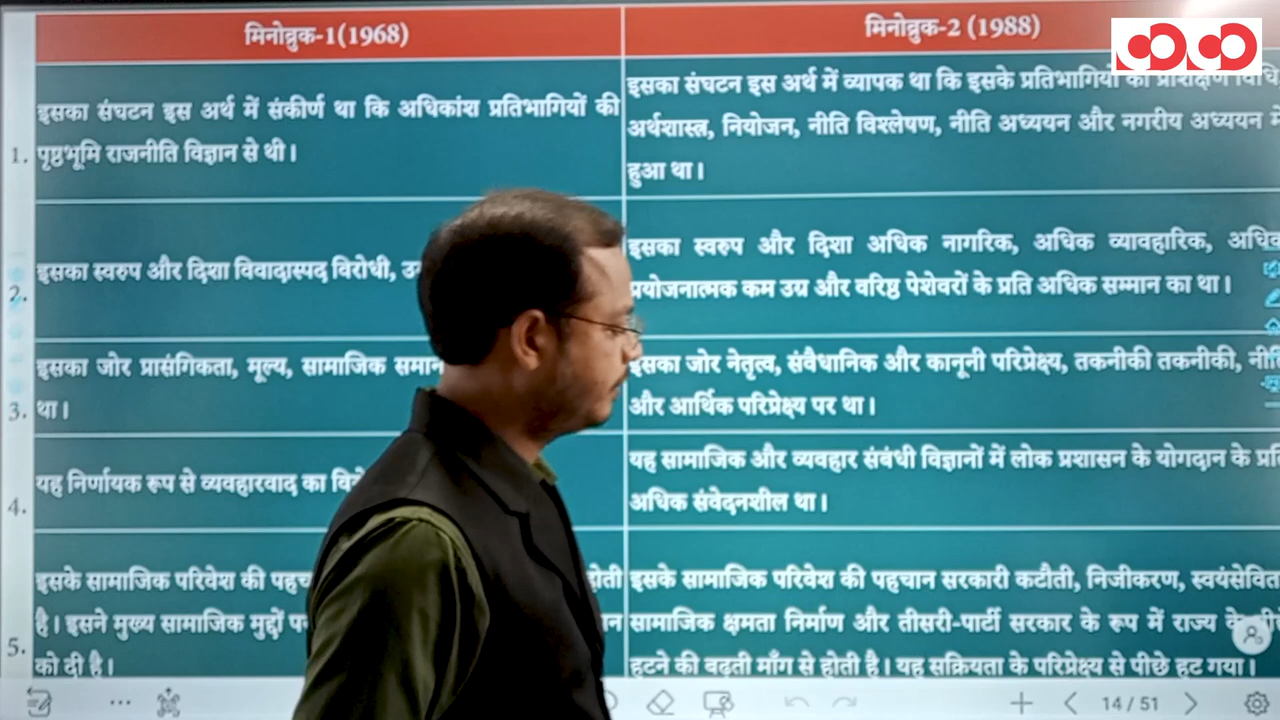 मिनोब्रुक-1(1968)
मिनोब्रुक-2 (1988)
1.
इसका संघटन इस अर्थ में संकीर्ण था कि अधिकांश प्रतिभागियों की
पृष्ठभूमि राजनीति विज्ञान से थी।
इसका संघटन इस अर्थ में व्यापक था कि इसके प्रतिभागियों का प्रशिक्षण
अर्थशास्त्र, नियोजन, नीति विश्लेषण, नीति अध्ययन और नगरीय अध्ययन में
हुआ था।
2.
इसका स्वरुप और दिशा विवादास्पद विरोधी,
इसका स्वरुप और दिशा अधिक नागरिक, अधिक व्यावहारिक,
प्रयोजनात्मक कम उग्र और वरिष्ठ पेशेवरों के प्रति अधिक सम्मान का था।
3.
इसका जोर प्रासंगिकता, मूल्य, सामाजिक
था।
इसका जोर नेतृत्व, संवैधानिक और कानूनी परिप्रेक्ष्य, तकनीकी तकनीकी,
और आर्थिक परिप्रेक्ष्य पर था।
4.
यह निर्णायक रूप से व्यवहारवाद का
यह सामाजिक और व्यवहार संबंधी विज्ञानों में लोक प्रशासन के योगदान के
अधिक संवेदनशील था।
5.
इसके सामाजिक परिवेश की
है। इसने मुख्य सामाजिक मुद्दों
को दी है।
इसके सामाजिक परिवेश की पहचान सरकारी कटौती, निजीकरण,
सामाजिक क्षमता निर्माण और तीसरी-पार्टी सरकार के रूप में राज्य के
हटने की बढ़ती माँग से होती है। यह सक्रियता के परिप्रेक्ष्य से पीछे हट गया।
14 / 51